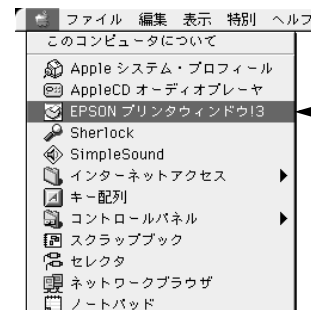 ファイル 編集 表示 特別 ヘルプ
このコンピュータについて
Apple システム・プロフィール
AppleCD オーディオプレーヤ
EPSON プリンタウィンドウ!3
Sherlock
SimpleSound
インターネットアクセス
キー配列
コントロールパネル
スクラップブック
セレクタ
ネットワークブラウザ
ノートパッド